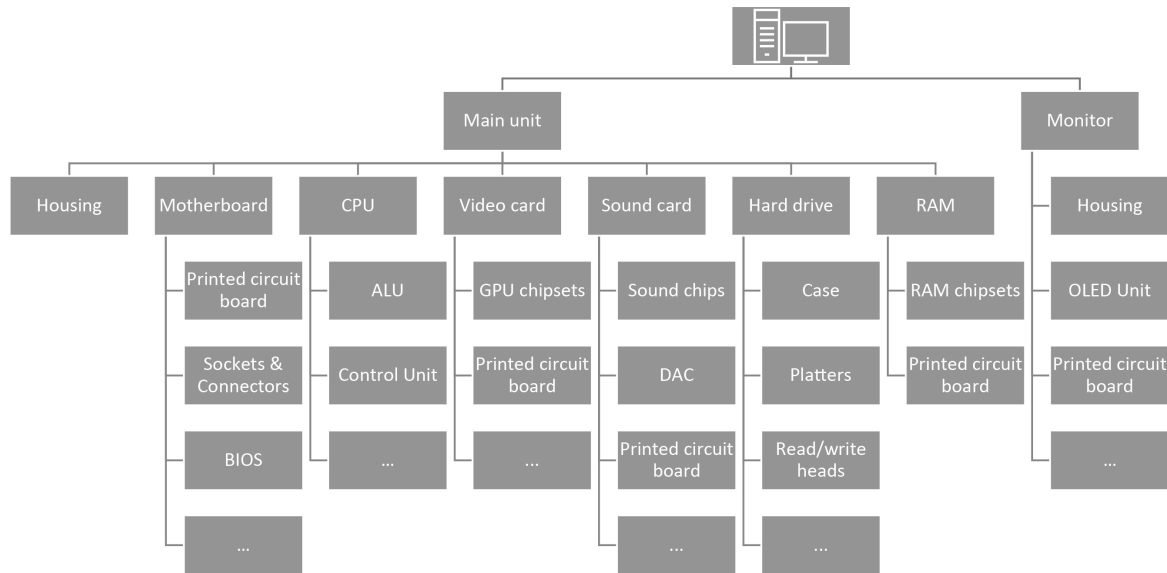 Main unit
Monitor
Housing
Motherboard
CPU
Video card
Sound card
Hard drive
RAM
Housing
Printed circuit
board
ALU
GPU chipsets
Sound chips
Case
RAM chipsets
OLED Unit
Sockets &
Connectors
Control Unit
Printed circuit
board
DAC
Platters
Printed circuit
board
Printed circuit
board
BIOS
...
...
Printed circuit
board
Read/write
heads
...
...
...
...